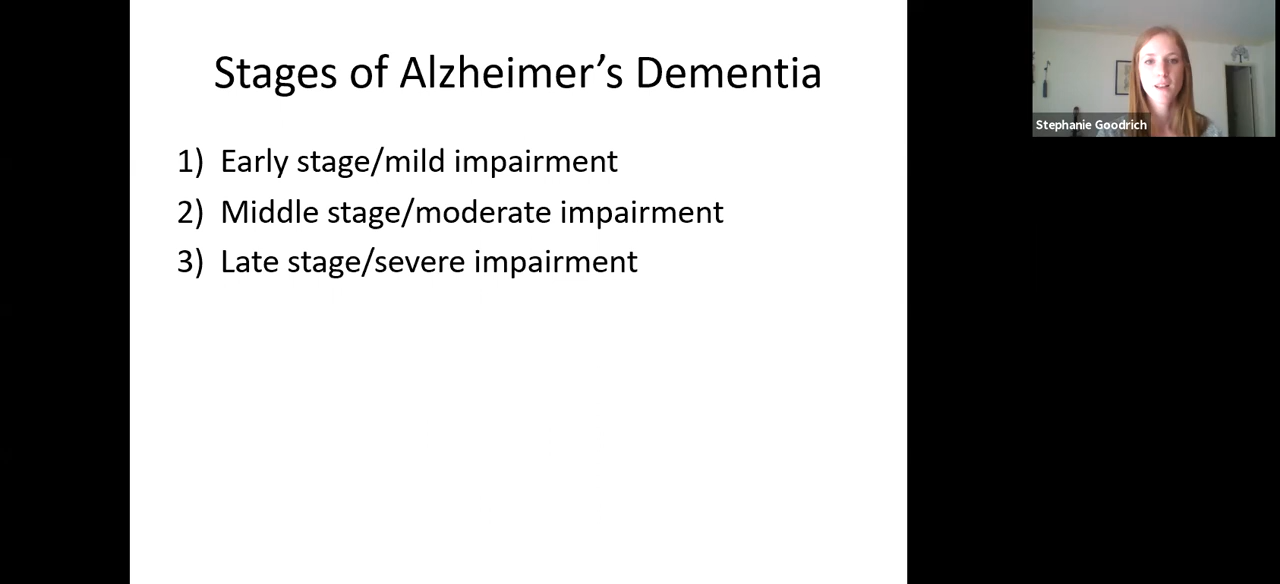 Stages of Alzheimer’s Dementia
1) Early stage/mild impairment
2) Middle stage/moderate impairment
3) Late stage/severe impairment
Stephanie Goodrich